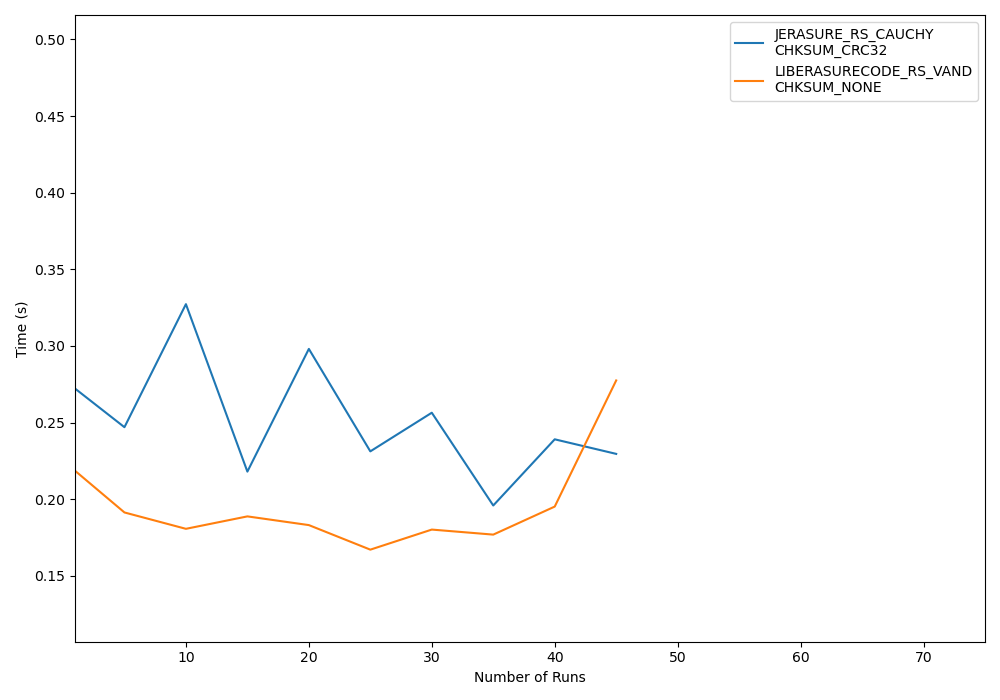 JERASURE_RS_CAUCHY
CHKSUM_CRC32
LIBERASURECODE_RS_VAND
CHKSUM_NONE
0.50
0.45
0.40
0.35
0.30
0.25
0.20
0.15
Time (s)
10 20 30 40 50 60 70
Number of Runs